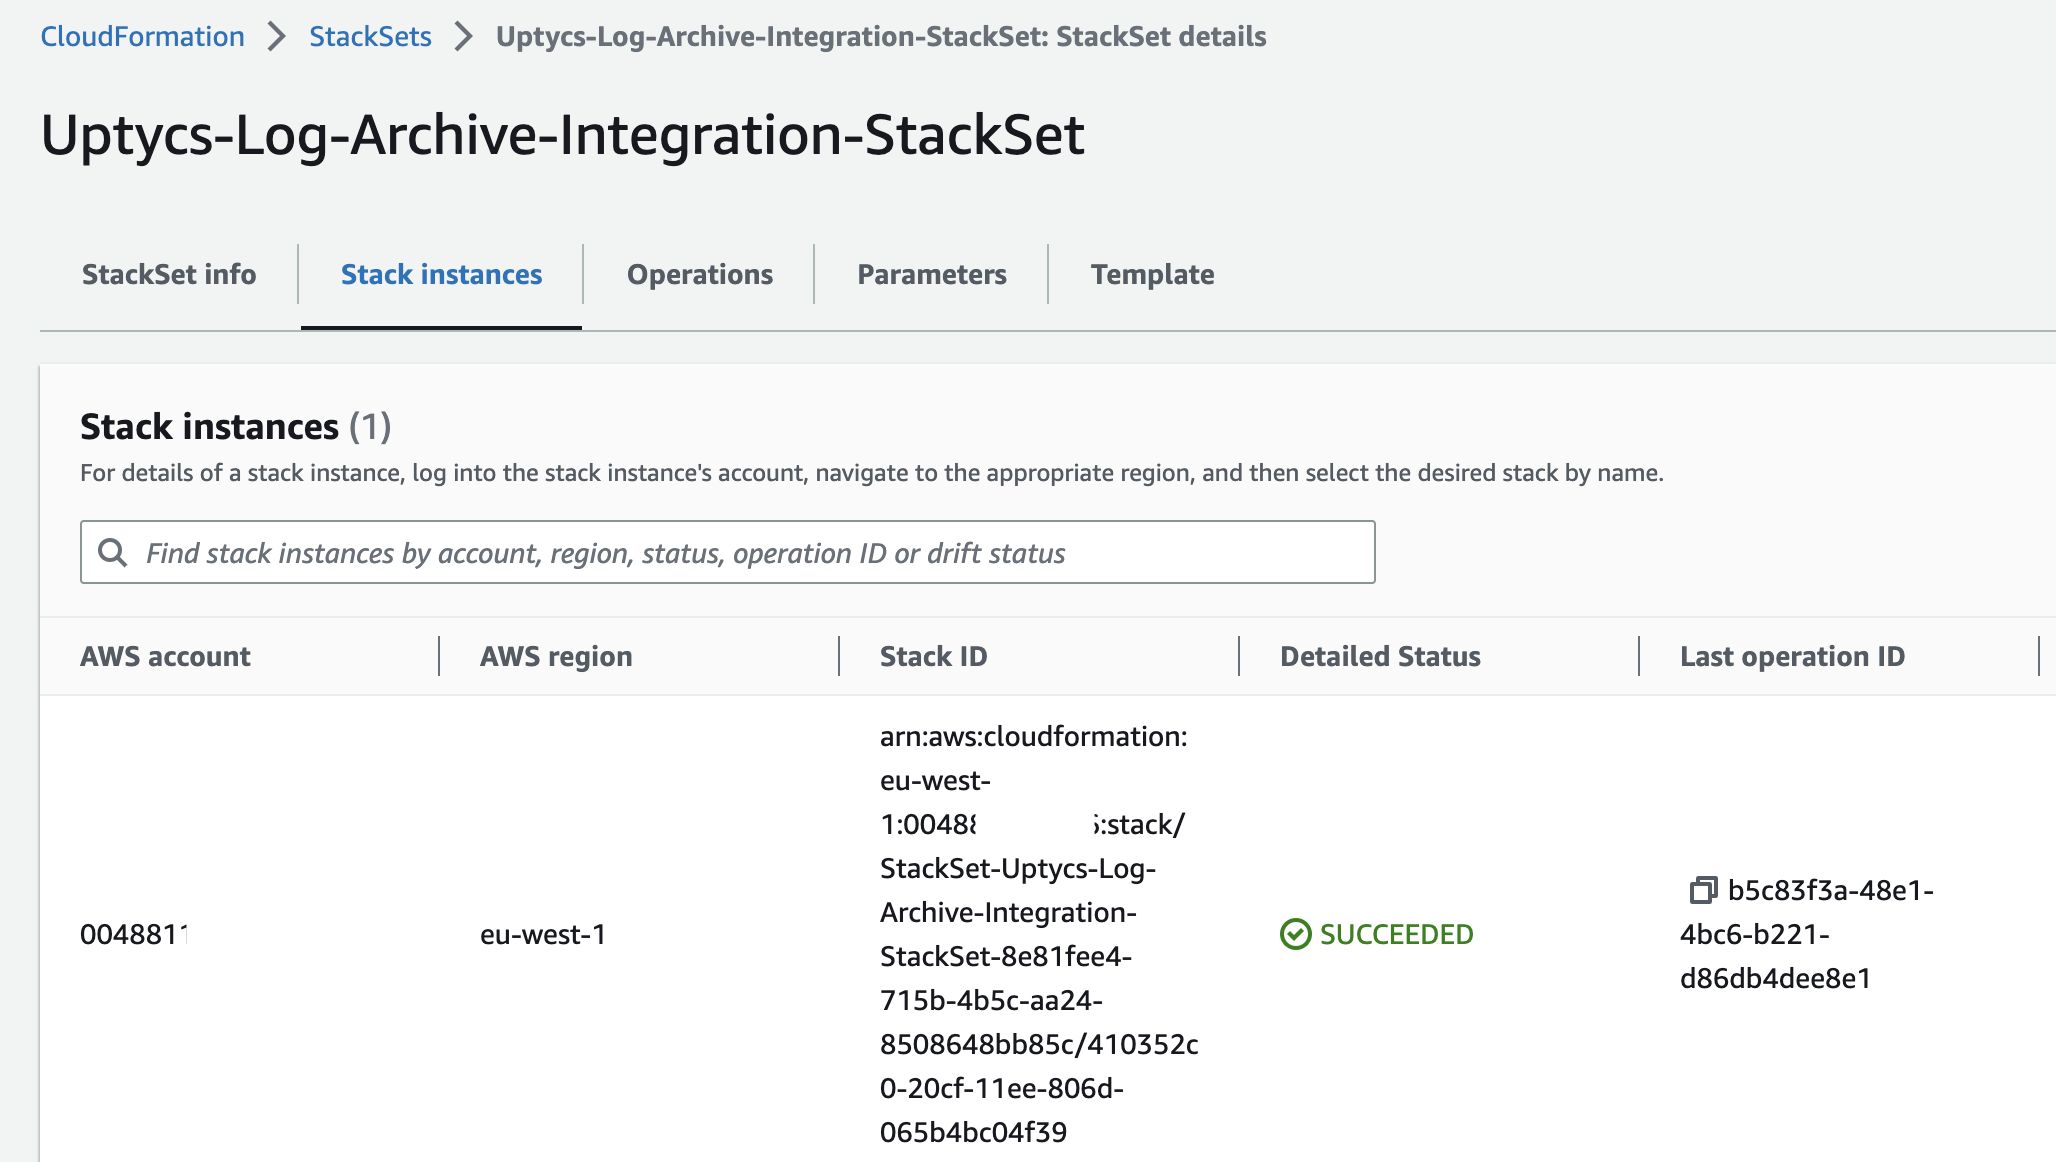 CloudFormation > StackSets > Uptycs-Log-Archive-Integration-StackSet: StackSet details
Uptycs-Log-Archive-Integration-StackSet
StackSet info
Stack instances
Operations
Parameters
Template
Stack instances (1)
For details of a stack instance, log into the stack instance's account, navigate to the appropriate region, and then select the desired stack by name.
Find stack instances by account, region, status, operation ID or drift status
AWS account
AWS region
Stack ID
Detailed Status
Last operation ID
004881
eu-west-1
arn:aws:cloudformation:
eu-west-
1:0048 :stack/
StackSet-Uptycs-Log-
Archive-Integration-
StackSet-8e81fee4-
715b-4b5c-aa24-
8508648bb85c/410352c
0-20cf-11ee-806d-
065b4bc04f39
SUCCEEDED
b5c83f3a-48e1-
4bc6-b221-
d86db4dee8e1